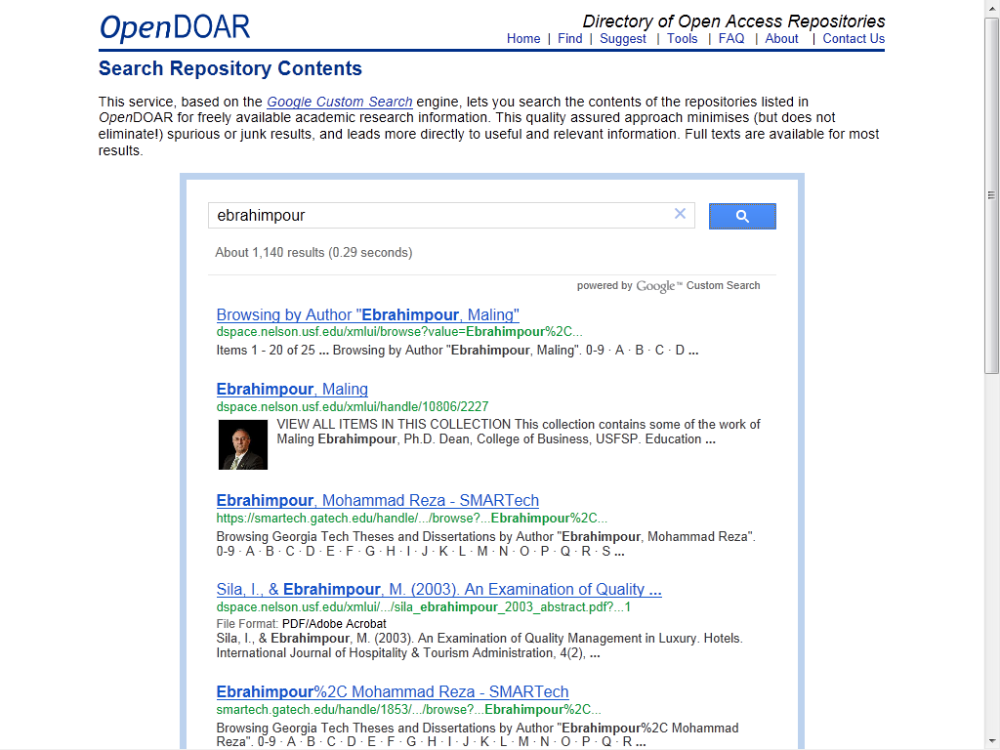 OpenDOAR
Directory of Open Access Repositories
Home | Find | Suggest | Tools | FAQ | About | Contact Us
Search Repository Contents
This service, based on the Google Custom Search engine, lets you search the contents of the repositories listed in
OpenDOAR for freely available academic research information. This quality assured approach minimises (but does not
eliminate!) spurious or junk results, and leads more directly to useful and relevant information. Full texts are available for most
results.
ebrahimpour
About 1,140 results (0.29 seconds)
powered by Google™ Custom Search
Browsing by Author "Ebrahimpour, Maling"
dspace.nelson.usf.edu/xmlui/browse?value=Ebrahimpour%2C...
Items 1 - 20 of 25 ... Browsing by Author "Ebrahimpour, Maling". 0-9 · A · B · C · D ...
Ebrahimpour, Maling
dspace.nelson.usf.edu/xmlui/handle/10806/2227
VIEW ALL ITEMS IN THIS COLLECTION This collection contains some of the work of
Maling Ebrahimpour, Ph.D. Dean, College of Business, USFSP. Education ...
Ebrahimpour, Mohammad Reza - SMARTech
https://smartech.gatech.edu/handle/.../browse?...Ebrahimpour%2C...
Browsing Georgia Tech Theses and Dissertations by Author "Ebrahimpour, Mohammad Reza".
0-9 · A · B · C · D · E · F · G · H · I · J · K · L · M · N · O · P · Q · R · S ...
Sila, I., & Ebrahimpour, M. (2003). An Examination of Quality ...
dspace.nelson.usf.edu/xmlui/.../sila_ebrahimpour_2003_abstract.pdf?...1
File Format: PDF/Adobe Acrobat
Sila, I., & Ebrahimpour, M. (2003). An Examination of Quality Management in Luxury. Hotels.
International Journal of Hospitality & Tourism Administration, 4(2), ...
Ebrahimpour%2C Mohammad Reza - SMARTech
smartech.gatech.edu/handle/1853/.../browse?...Ebrahimpour%2C...
Browsing Georgia Tech Theses and Dissertations by Author "Ebrahimpour%2C Mohammad
Reza". 0-9 · A · B · C · D · E · F · G · H · I · J · K · L · M · N · O · P · Q · R ...